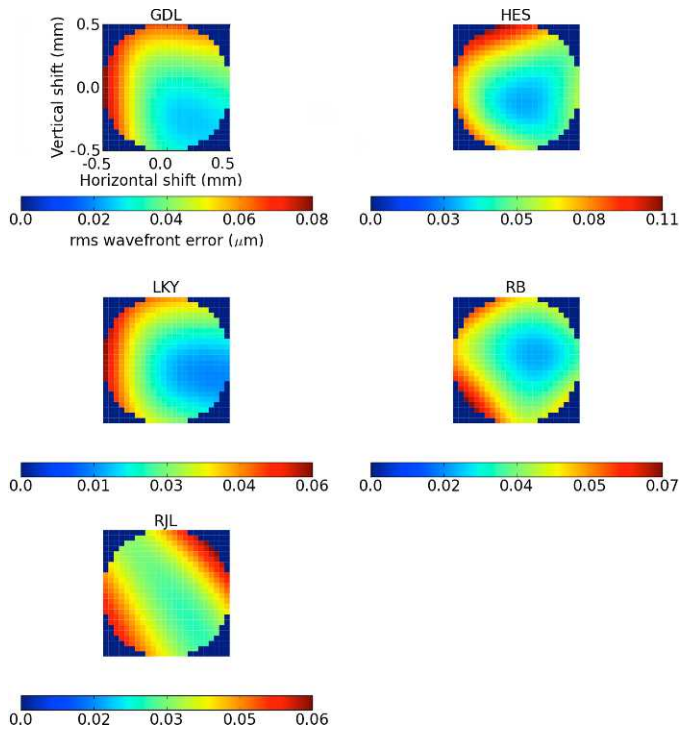 GDL
HES
0.5
0.0
-0.5
Vertical shift (mm)
-0.5 0.0 0.5
Horizontal shift (mm)
0.0 0.02 0.04 0.06 0.08
rms wavefront error (μm)
0.0 0.03 0.05 0.08 0.11
LKY
RB
0.0 0.01 0.03 0.04 0.06
0.0 0.02 0.04 0.05 0.07
RJL
0.0 0.02 0.03 0.05 0.06